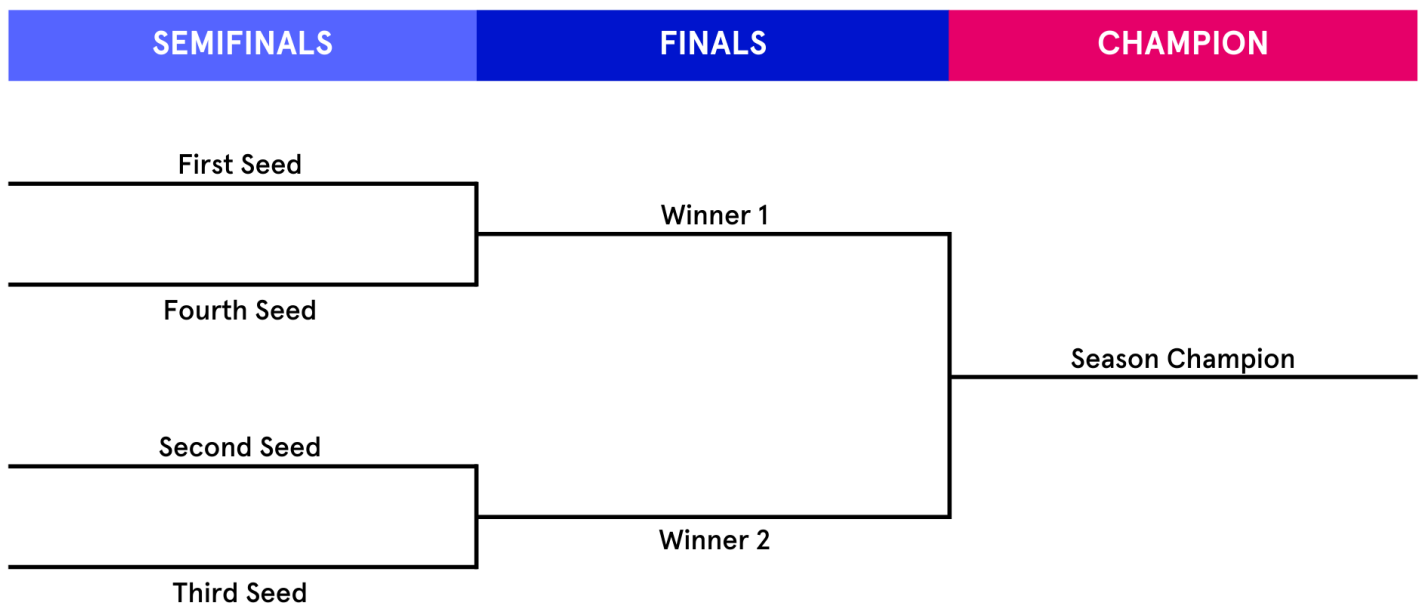 SEMIFINALS
FINALS
CHAMPION
First Seed
Winner 1
Fourth Seed
Season Champion
Second Seed
Winner 2
Third Seed